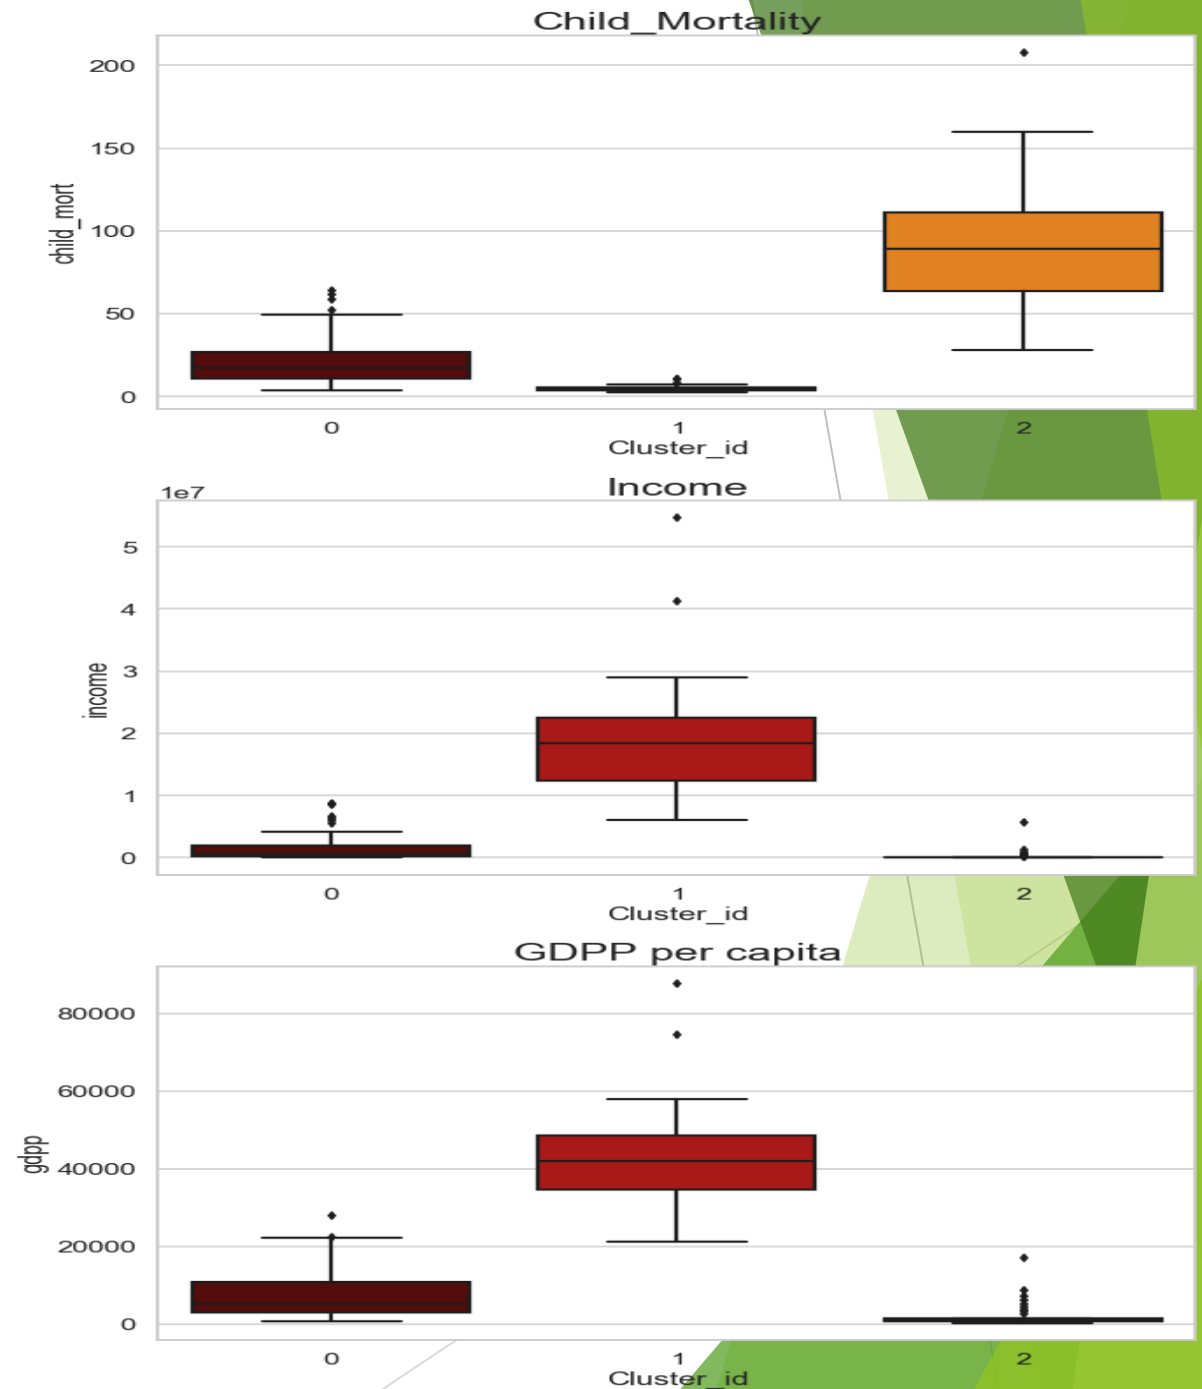 Child_Mortality
200
150
100
50
0
child_mort
0 1 2
Cluster_id
Income
1e7
5
4
3
2
1
0
income
0 1 2
Cluster_id
GDPP per capita
80000
60000
40000
20000
0
gdpp
0 1 2
Cluster_id